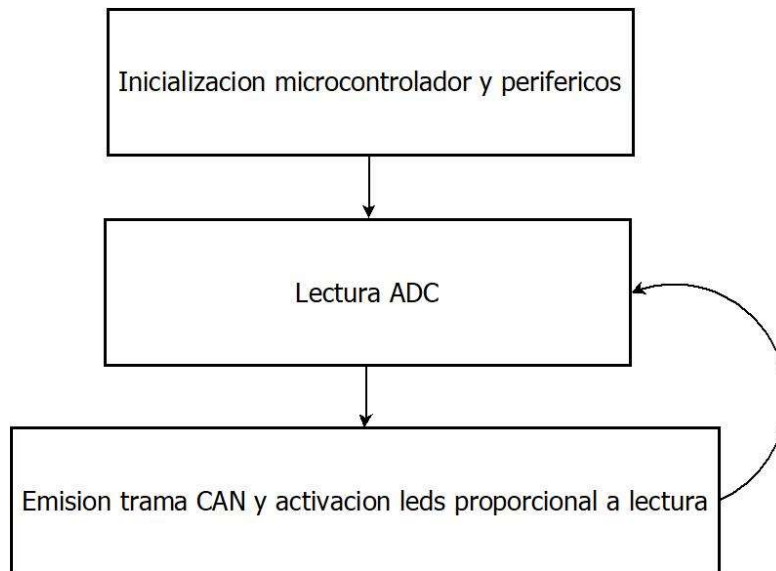 Inicializacion microcontrolador y perifericos
Lectura ADC
Emision trama CAN y activacion leds proporcional a lectura